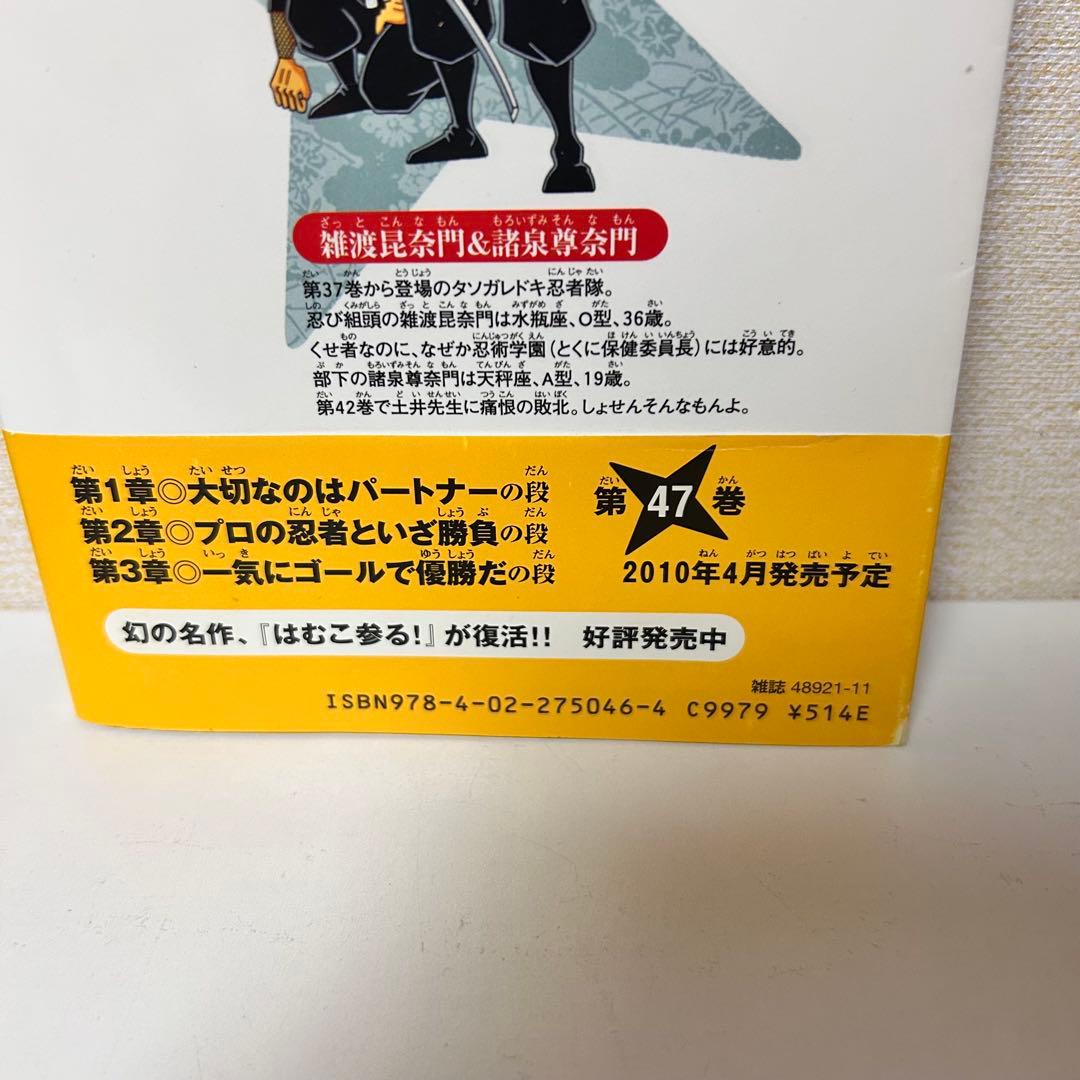 雑渡昆奈門&諸泉尊奈門
第37巻から登場のタソガレドキ忍者隊。
忍び組頭の雑渡昆奈門は水瓶座、O型、36歳。
くせ者なのに、なぜか忍術学園(とくに保健委員長)には好意的。
部下の諸泉尊奈門は天秤座、A型、19歳。
第42巻で土井先生に痛恨の敗北。しょせんそんなもんよ。
第1章◎大切なのはパートナーの段
第2章◎プロの忍者といざ勝負の段
第3章◎一気にゴールで優勝だの段
第47巻
2010年4月発売予定
幻の名作、『はむこ参る!』が復活!! 好評発売中
雑誌 48921-11
ISBN978-4-02-275046-4 C9979 ¥514E